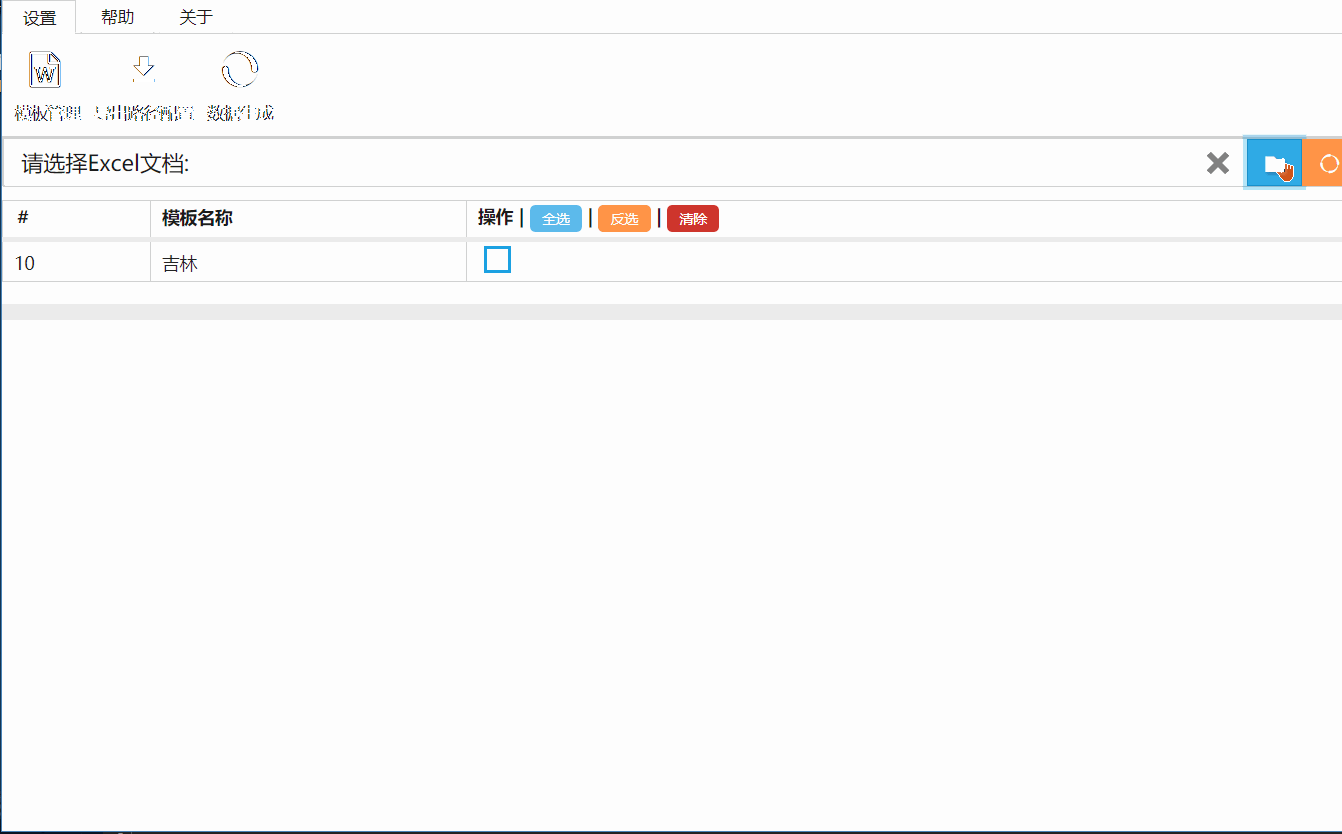 设置 帮助 关于
W
模板管理 数据生成
请选择Excel文档:
# 模板名称 操作 | 全选 | 反选 | 清除
10 吉林